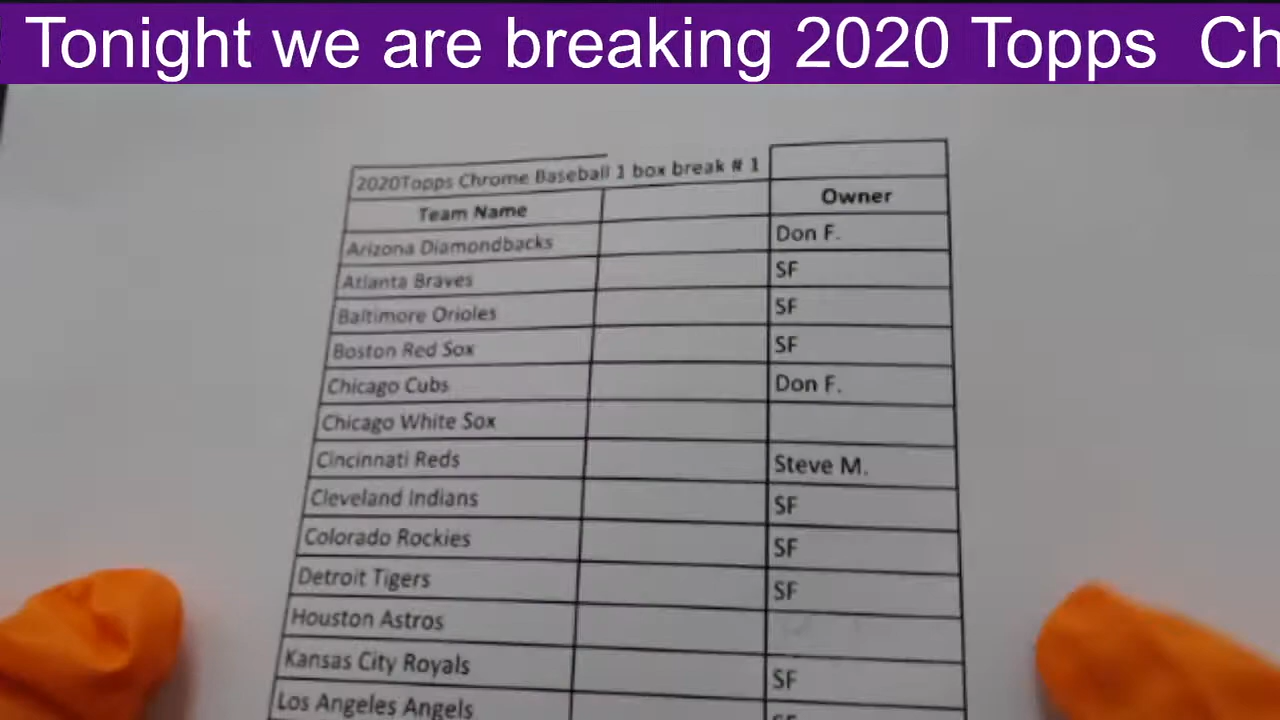 Tonight we are breaking 2020 Topps Ch
2020Topps Chrome Baseball 1 box break # 1
Team Name Owner
Arizona Diamondbacks Don F.
Atlanta Braves SF
Baltimore Orioles SF
Boston Red Sox SF
Chicago Cubs Don F.
Chicago White Sox
Cincinnati Reds Steve M.
Cleveland Indians SF
Colorado Rockies SF
Detroit Tigers SF
Houston Astros
Kansas City Royals SF
Los Angeles Angels SF